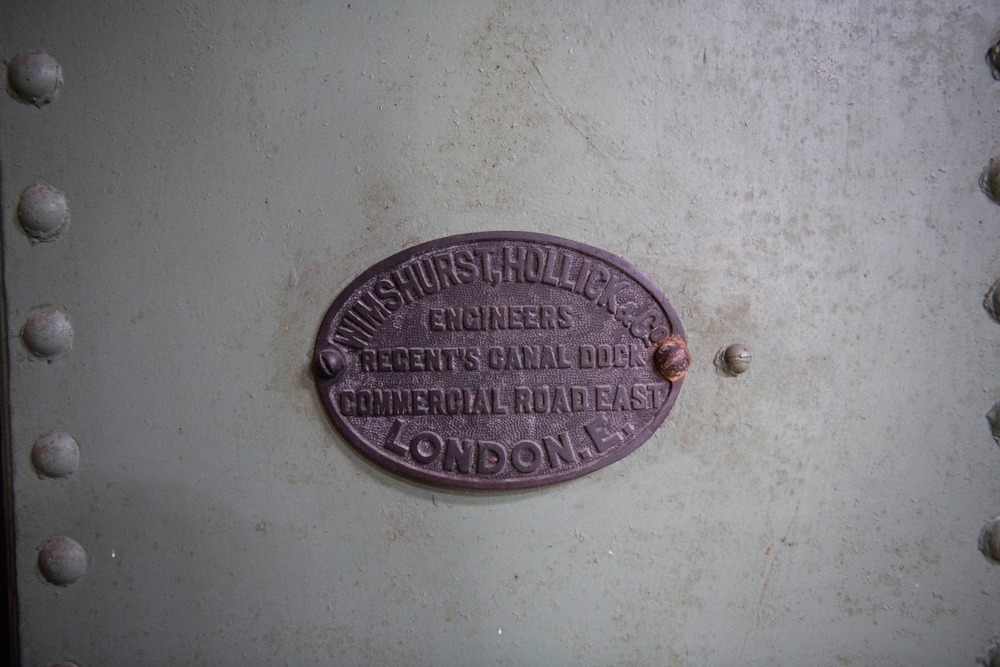 WIMSHURST, HOLLICK & Co.
ENGINEERS
REGENT'S CANAL DOCK
COMMERCIAL ROAD EAST
LONDON. E.